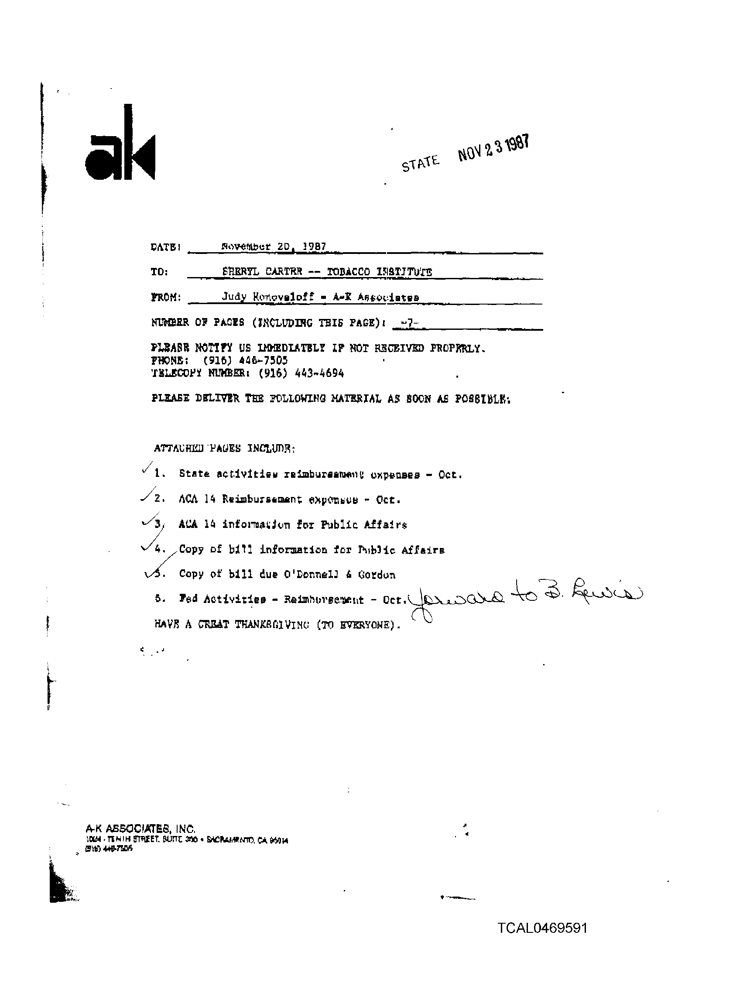 ak
STATE NOV 23 1987
DATE: November 20, 1987
TO: SHERYL CARTER -- TOBACCO INSTITUTE
FROM: Judy Konovaloff - A-K Associates
NUMBER OF PAGES (INCLUDING THIS PAGE): -7-
PLEASE NOTIFY US IMMEDIATELY IF NOT RECEIVED PROPERLY.
PHONE: (916) 446-7505
TELECOPY NUMBER: (916) 443-4694
PLEASE DELIVER THE FOLLOWING MATERIAL AS SOON AS POSSIBLE:
ATTACHED PAGES INCLUDE:
✓1. State activities reimbursement expenses - Oct.
✓2. ACA 14 Reimbursement expenses - Oct.
✓3. ACA 14 information for Public Affairs
✓4. Copy of bill information for Public Affairs
✓5. Copy of bill due O'Donnell & Gordon
6. Fed Activities - Reimbursement - Oct. forward to B. Lewis
HAVE A GREAT THANKSGIVING (TO EVERYONE).
A-K ASSOCIATES, INC.
1004 - TENTH STREET, SUITE 300 • SACRAMENTO, CA 95814
(916) 446-7505
TCAL0469591